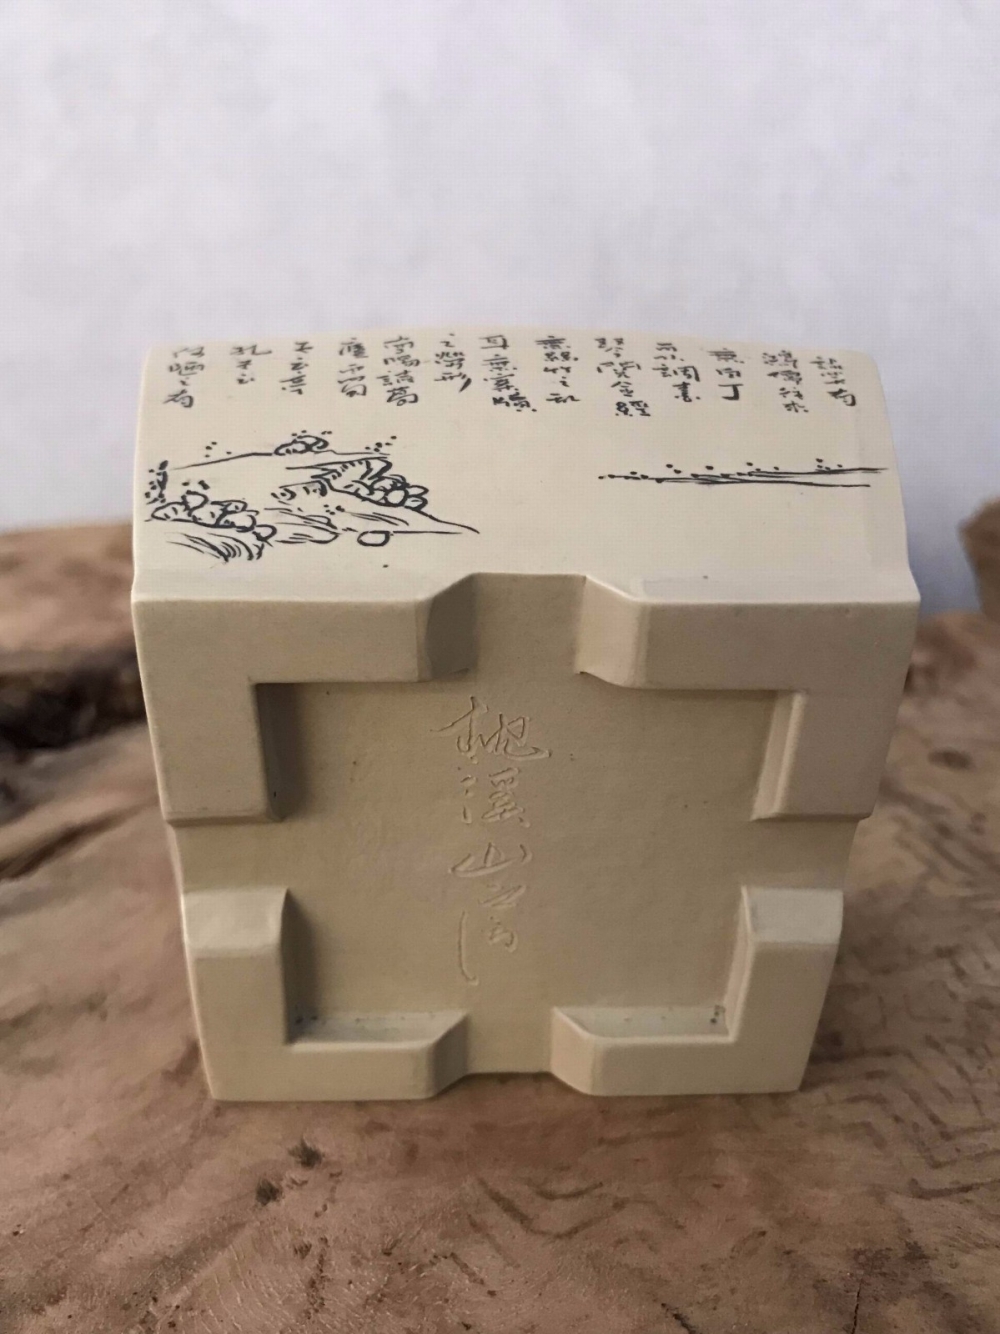 談笑有
鴻儒往來
無白丁
可以調素
琴閱金經
無絲竹之亂
耳無案牘
之勞形
南陽諸葛
廬西蜀
子雲亭
孔子云
何陋之有
桃溪山房